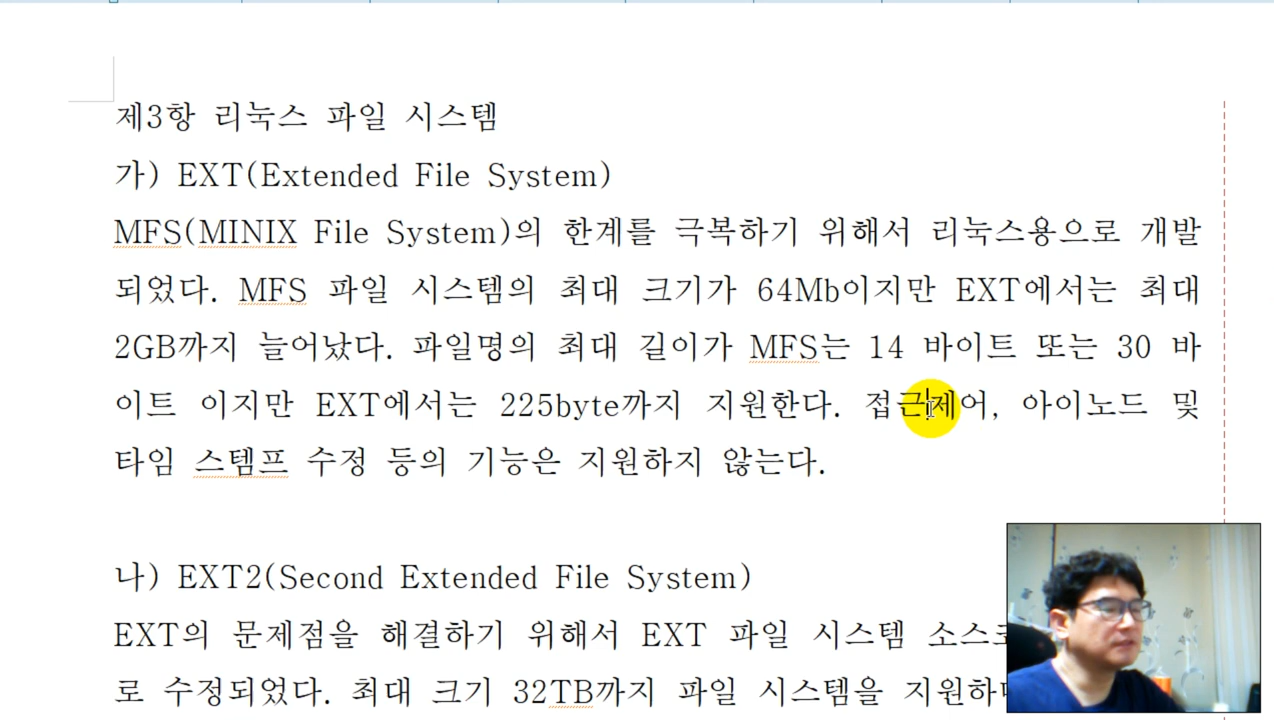 제3항 리눅스 파일 시스템
가) EXT(Extended File System)
MFS(MINIX File System)의 한계를 극복하기 위해서 리눅스용으로 개발
되었다. MFS 파일 시스템의 최대 크기가 64Mb이지만 EXT에서는 최대
2GB까지 늘어났다. 파일명의 최대 길이가 MFS는 14 바이트 또는 30 바
이트 이지만 EXT에서는 225byte까지 지원한다. 접근제어, 아이노드 및
타임 스템프 수정 등의 기능은 지원하지 않는다.
나) EXT2(Second Extended File System)
EXT의 문제점을 해결하기 위해서 EXT 파일 시스템
로 수정되었다. 최대 크기 32TB까지 파일 시스템을